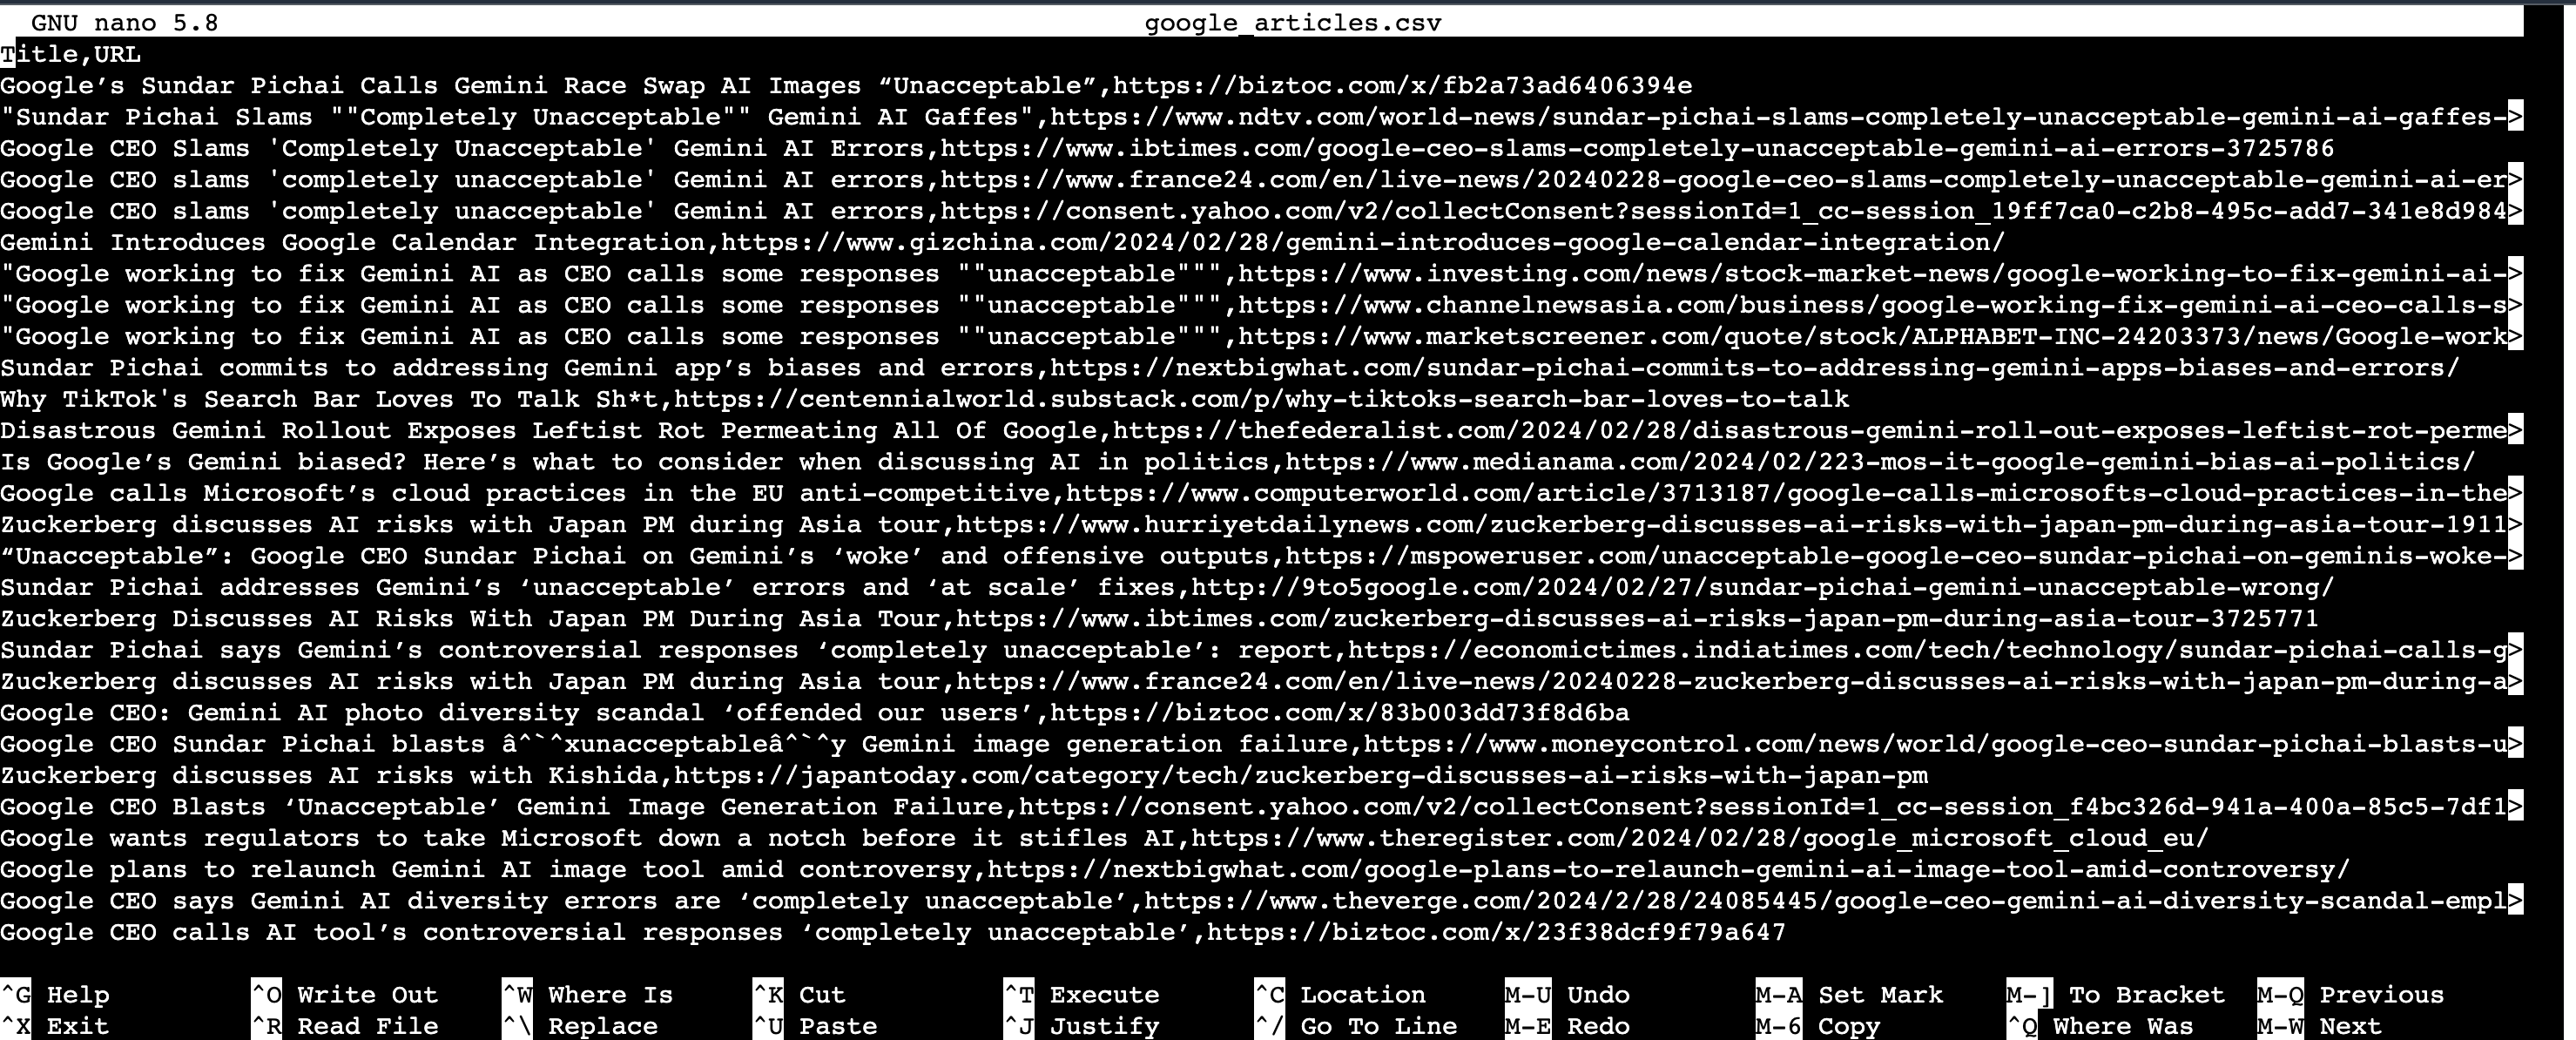 GNU nano 5.8 google_articles.csv
Title,URL
Google’s Sundar Pichai Calls Gemini Race Swap AI Images “Unacceptable”,https://biztoc.com/x/fb2a73ad6406394e
"Sundar Pichai Slams ""Completely Unacceptable"" Gemini AI Gaffes",https://www.ndtv.com/world-news/sundar-pichai-slams-completely-unacceptable-gemini-ai-gaffes->
Google CEO Slams 'Completely Unacceptable' Gemini AI Errors,https://www.ibtimes.com/google-ceo-slams-completely-unacceptable-gemini-ai-errors-3725786
Google CEO slams 'completely unacceptable' Gemini AI errors,https://www.france24.com/en/live-news/20240228-google-ceo-slams-completely-unacceptable-gemini-ai-er>
Google CEO slams 'completely unacceptable' Gemini AI errors,https://consent.yahoo.com/v2/collectConsent?sessionId=1_cc-session_19ff7ca0-c2b8-495c-add7-341e8d984>
Gemini Introduces Google Calendar Integration,https://www.gizchina.com/2024/02/28/gemini-introduces-google-calendar-integration/
"Google working to fix Gemini AI as CEO calls some responses ""unacceptable""",https://www.investing.com/news/stock-market-news/google-working-to-fix-gemini-ai->
"Google working to fix Gemini AI as CEO calls some responses ""unacceptable""",https://www.channelnewsasia.com/business/google-working-fix-gemini-ai-ceo-calls-s>
"Google working to fix Gemini AI as CEO calls some responses ""unacceptable""",https://www.marketscreener.com/quote/stock/ALPHABET-INC-24203373/news/Google-work>
Sundar Pichai commits to addressing Gemini app’s biases and errors,https://nextbigwhat.com/sundar-pichai-commits-to-addressing-gemini-apps-biases-and-errors/
Why TikTok's Search Bar Loves To Talk Sh*t,https://centennialworld.substack.com/p/why-tiktoks-search-bar-loves-to-talk
Disastrous Gemini Rollout Exposes Leftist Rot Permeating All Of Google,https://thefederalist.com/2024/02/28/disastrous-gemini-roll-out-exposes-leftist-rot-perme>
Is Google’s Gemini biased? Here’s what to consider when discussing AI in politics,https://www.medianama.com/2024/02/223-mos-it-google-gemini-bias-ai-politics/
Google calls Microsoft’s cloud practices in the EU anti-competitive,https://www.computerworld.com/article/3713187/google-calls-microsofts-cloud-practices-in-the>
Zuckerberg discusses AI risks with Japan PM during Asia tour,https://www.hurriyetdailynews.com/zuckerberg-discusses-ai-risks-with-japan-pm-during-asia-tour-1911>
“Unacceptable”: Google CEO Sundar Pichai on Gemini’s ‘woke’ and offensive outputs,https://mspoweruser.com/unacceptable-google-ceo-sundar-pichai-on-geminis-woke->
Sundar Pichai addresses Gemini’s ‘unacceptable’ errors and ‘at scale’ fixes,http://9to5google.com/2024/02/27/sundar-pichai-gemini-unacceptable-wrong/
Zuckerberg Discusses AI Risks With Japan PM During Asia Tour,https://www.ibtimes.com/zuckerberg-discusses-ai-risks-japan-pm-during-asia-tour-3725771
Sundar Pichai says Gemini’s controversial responses ‘completely unacceptable’: report,https://economictimes.indiatimes.com/tech/technology/sundar-pichai-calls-g>
Zuckerberg discusses AI risks with Japan PM during Asia tour,https://www.france24.com/en/live-news/20240228-zuckerberg-discusses-ai-risks-with-japan-pm-during-a>
Google CEO: Gemini AI photo diversity scandal ‘offended our users’,https://biztoc.com/x/83b003dd73f8d6ba
Google CEO Sundar Pichai blasts â^`^xunacceptableâ^`^y Gemini image generation failure,https://www.moneycontrol.com/news/world/google-ceo-sundar-pichai-blasts-u>
Zuckerberg discusses AI risks with Kishida,https://japantoday.com/category/tech/zuckerberg-discusses-ai-risks-with-japan-pm
Google CEO Blasts ‘Unacceptable’ Gemini Image Generation Failure,https://consent.yahoo.com/v2/collectConsent?sessionId=1_cc-session_f4bc326d-941a-400a-85c5-7df1>
Google wants regulators to take Microsoft down a notch before it stifles AI,https://www.theregister.com/2024/02/28/google_microsoft_cloud_eu/
Google plans to relaunch Gemini AI image tool amid controversy,https://nextbigwhat.com/google-plans-to-relaunch-gemini-ai-image-tool-amid-controversy/
Google CEO says Gemini AI diversity errors are ‘completely unacceptable’,https://www.theverge.com/2024/2/28/24085445/google-ceo-gemini-ai-diversity-scandal-empl>
Google CEO calls AI tool’s controversial responses ‘completely unacceptable’,https://biztoc.com/x/23f38dcf9f79a647
^G Help ^O Write Out ^W Where Is ^K Cut ^T Execute ^C Location M-U Undo M-A Set Mark M-] To Bracket M-Q Previous
^X Exit ^R Read File ^\ Replace ^U Paste ^J Justify ^/ Go To Line M-E Redo M-6 Copy ^Q Where Was M-W Next